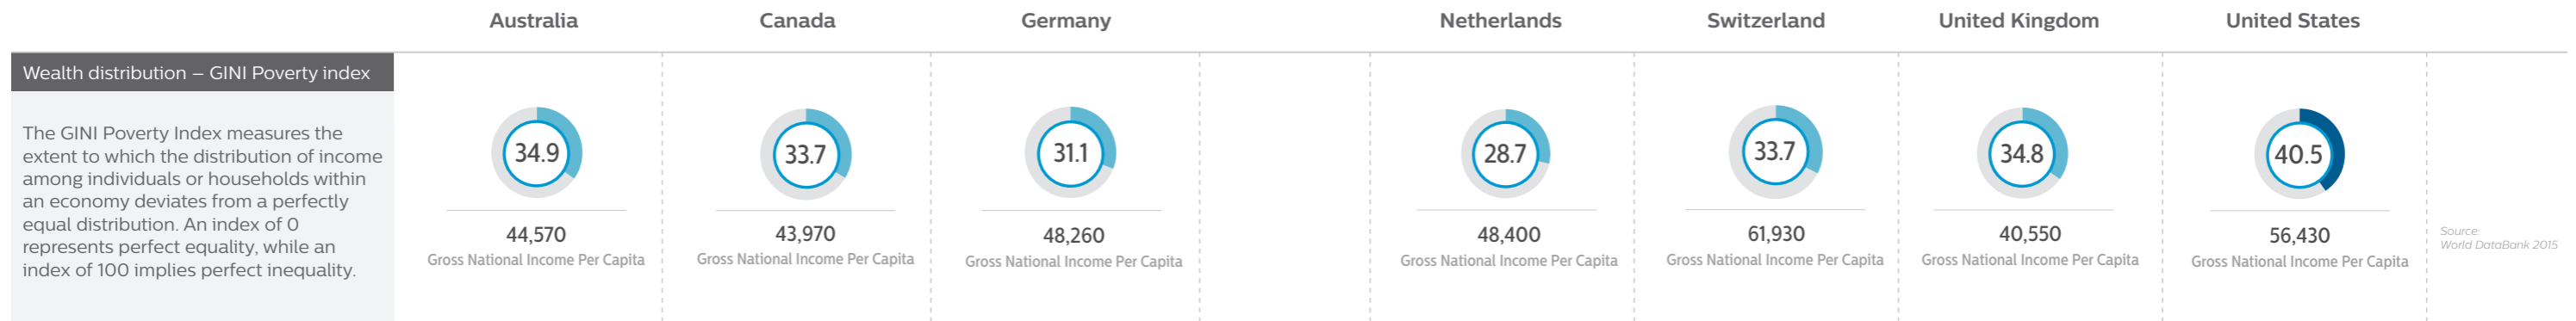 Australia
Canada
Germany
Netherlands
Switzerland
United Kingdom
United States
Wealth distribution – GINI Poverty index
The GINI Poverty Index measures the
extent to which the distribution of income
among individuals or households within
an economy deviates from a perfectly
equal distribution. An index of 0
represents perfect equality, while an
index of 100 implies perfect inequality.
34.9
44,570
Gross National Income Per Capita
33.7
43,970
Gross National Income Per Capita
31.1
48,260
Gross National Income Per Capita
28.7
48,400
Gross National Income Per Capita
33.7
61,930
Gross National Income Per Capita
34.8
40,550
Gross National Income Per Capita
40.5
56,430
Gross National Income Per Capita
Source:
World DataBank 2015